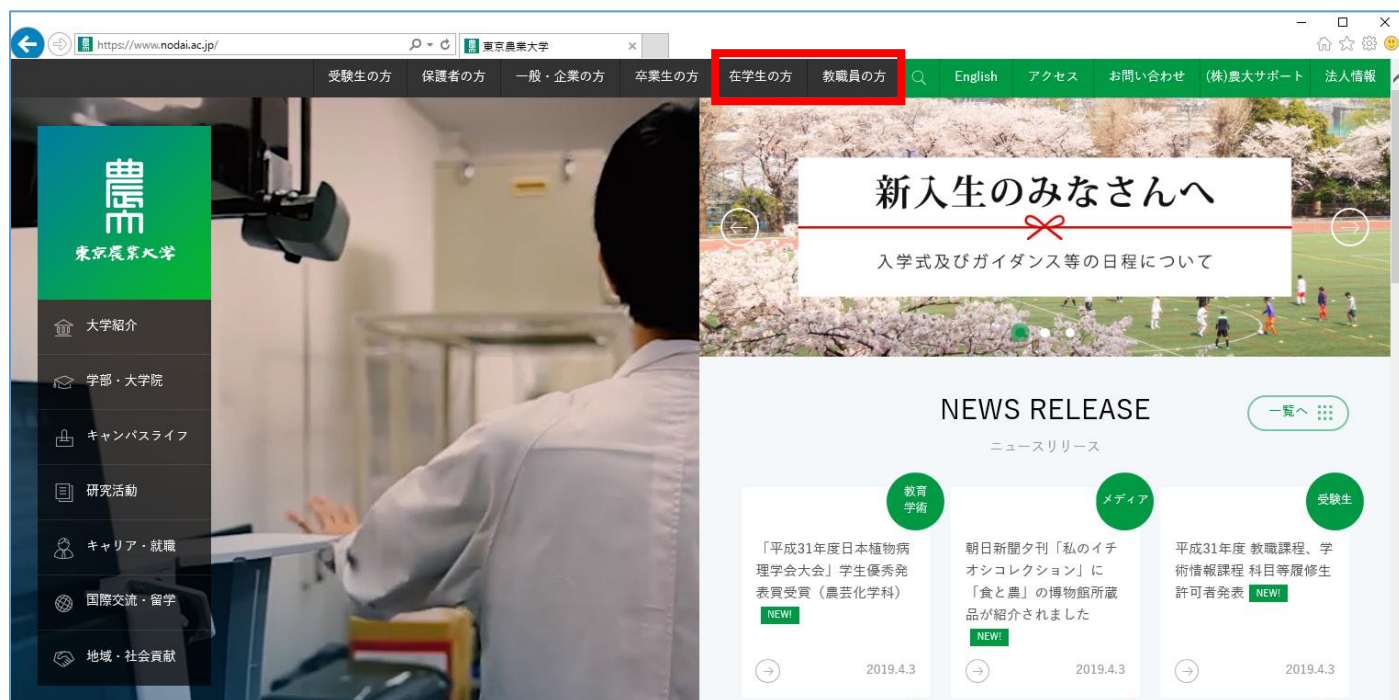 https://www.nodai.ac.jp/
東京農業大学
受験生の方 保護者の方 一般・企業の方 卒業生の方 在学生の方 教職員の方 English アクセス お問い合わせ (株)農大サポート 法人情報
農大
東京農業大学
大学紹介
学部・大学院
キャンパスライフ
研究活動
キャリア・就職
国際交流・留学
地域・社会貢献
新入生のみなさんへ
入学式及びガイダンス等の日程について
NEWS RELEASE
一覧へ
ニュースリリース
教育
学術
「平成31年度日本植物病
理学会大会」学生優秀発
表賞受賞（農芸化学科）
NEW!
2019.4.3
メディア
朝日新聞夕刊「私のイチ
オシコレクション」に
「食と農」の博物館所蔵
品が紹介されました
NEW!
2019.4.3
受験生
平成31年度 教職課程、学
術情報課程 科目等履修生
許可者発表 NEW!
2019.4.3